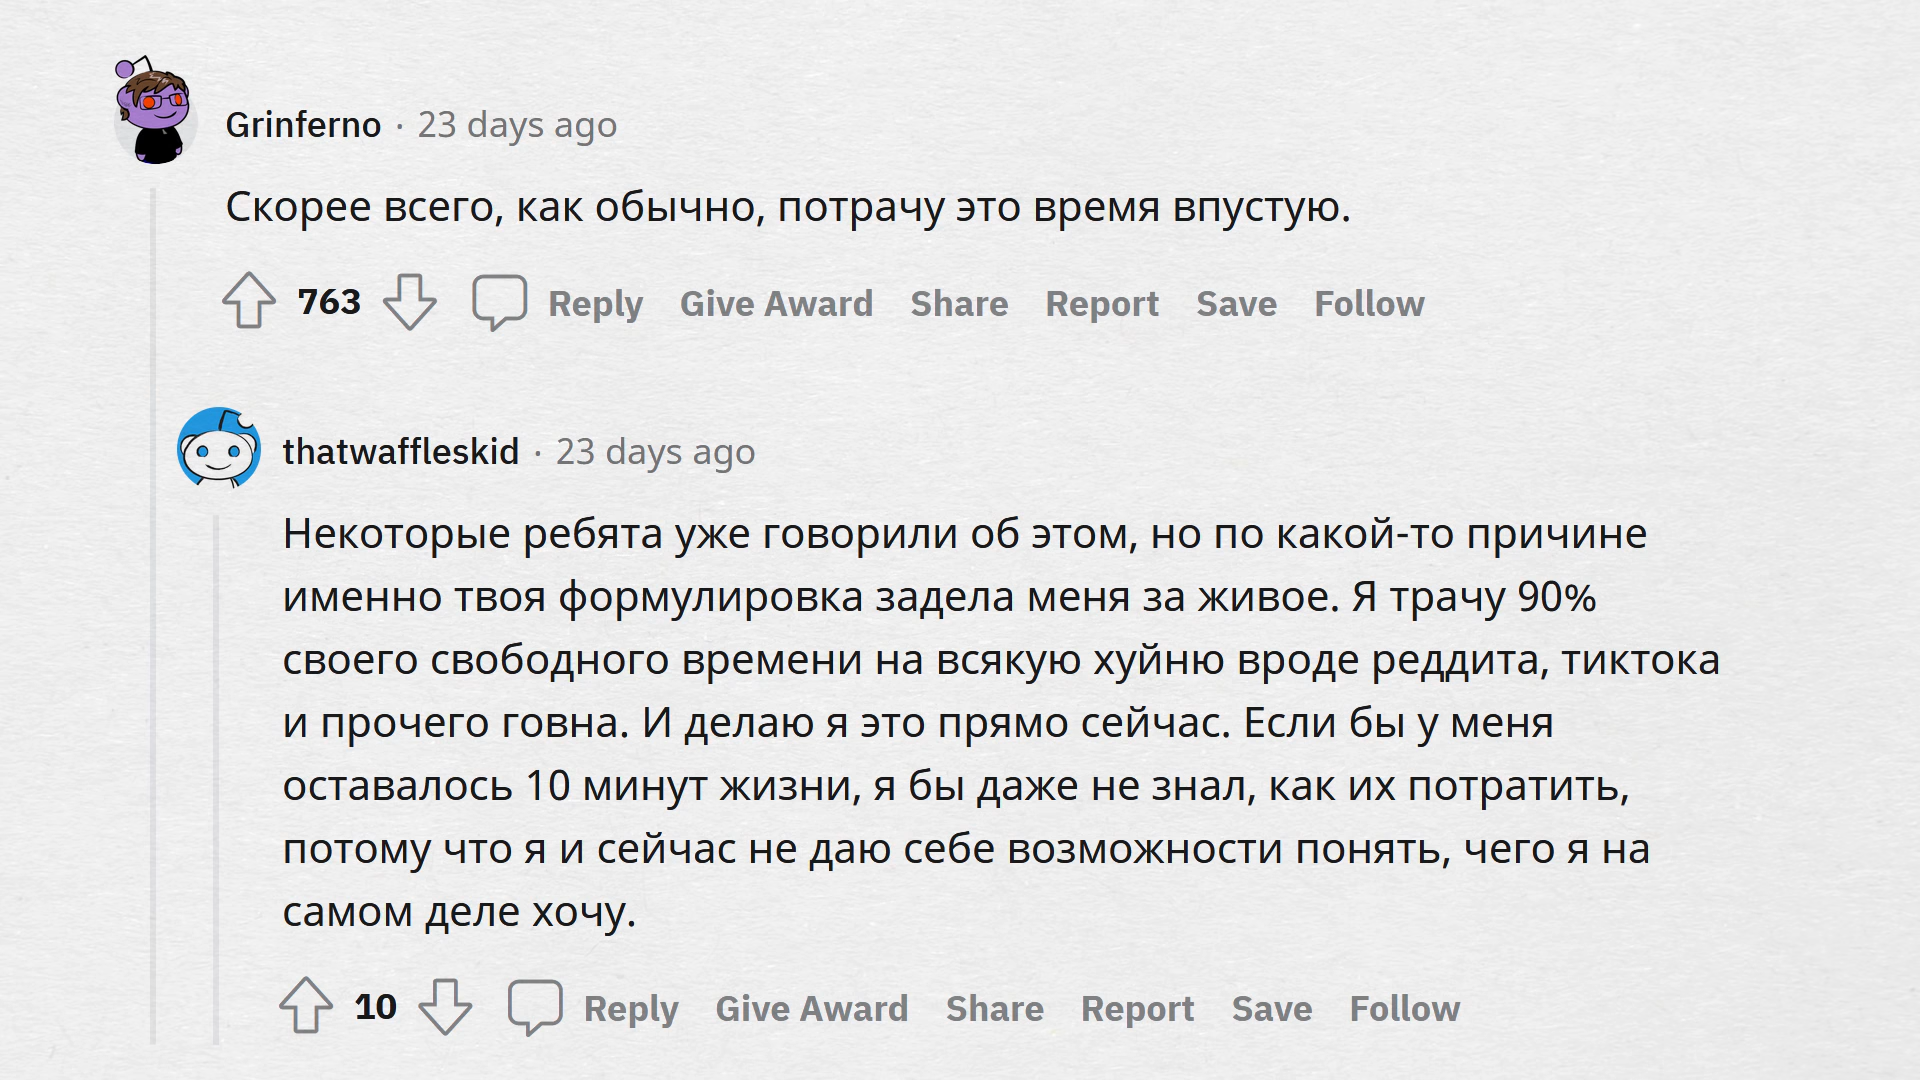 Grinferno · 23 days ago
Скорее всего, как обычно, потрачу это время впустую.
763 Reply Give Award Share Report Save Follow
thatwaffleskid · 23 days ago
Некоторые ребята уже говорили об этом, но по какой-то причине
именно твоя формулировка задела меня за живое. Я трачу 90%
своего свободного времени на всякую хуйню вроде реддита, тиктока
и прочего говна. И делаю я это прямо сейчас. Если бы у меня
оставалось 10 минут жизни, я бы даже не знал, как их потратить,
потому что я и сейчас не даю себе возможности понять, чего я на
самом деле хочу.
10 Reply Give Award Share Report Save Follow